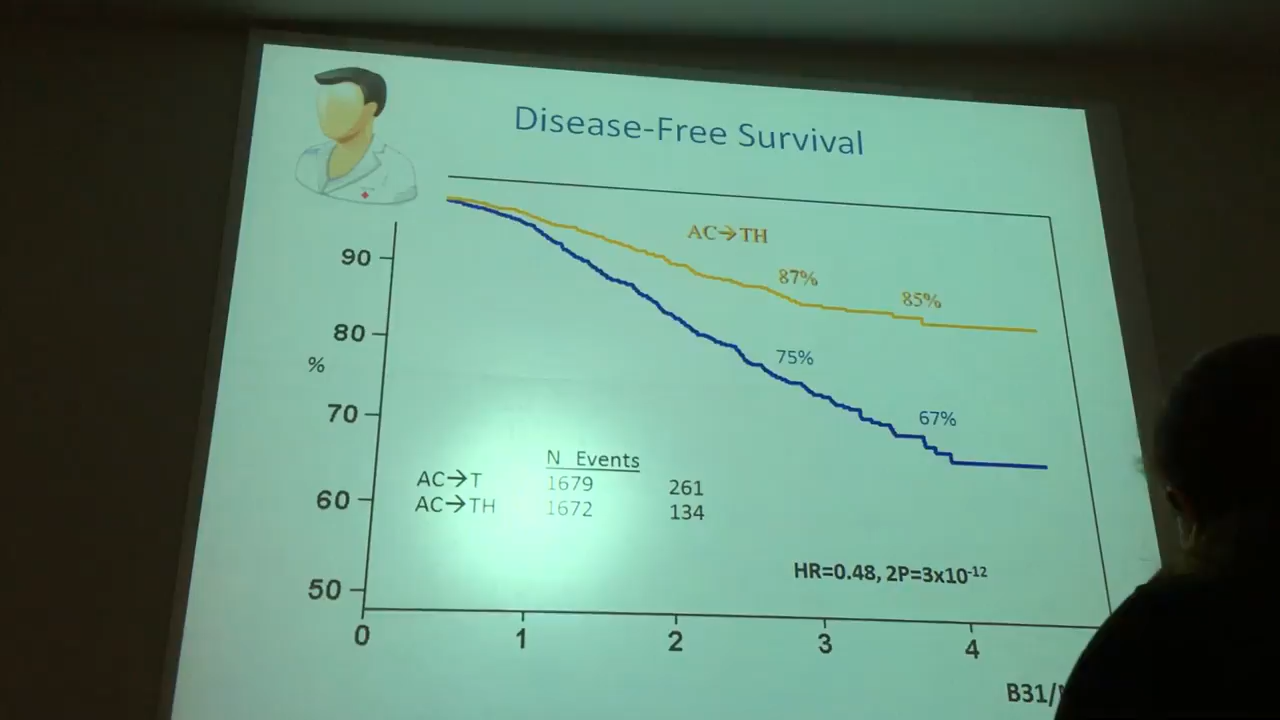 Disease-Free Survival
AC→TH
90
87%
85%
80
75%
%
70
67%
N Events
AC→T 1679 261
AC→TH 1672 134
60
HR=0.48, 2P=3x10⁻¹²
50
0 1 2 3 4
B31/